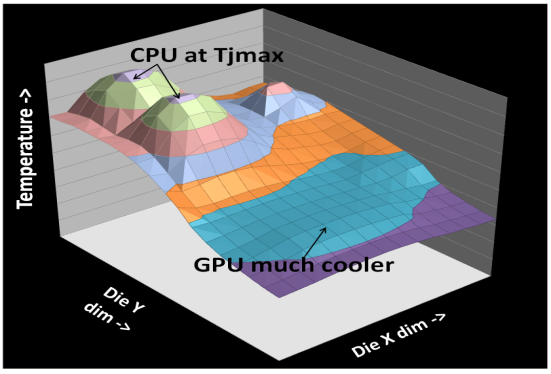 CPU at Tjmax
Temperature ->
GPU much cooler
Die Y
dim ->
Die X dim ->